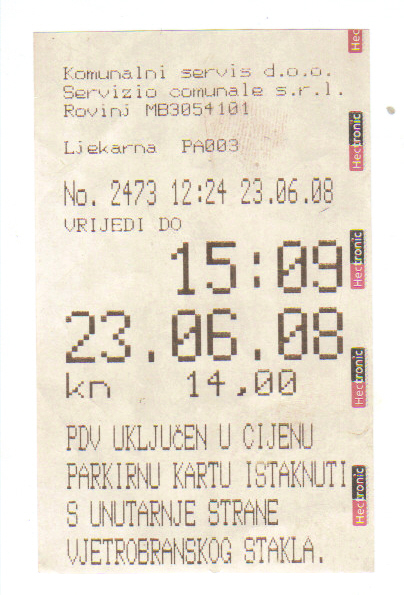 Komunalni servis d.o.o.
Servizio comunale s.r.l.
Rovinj MB3054101
Ljekarna PA003
No. 2473 12:24 23.06.08
VRIJEDI DO
15:09
23.06.08
kn 14,00
PDV UKLJUČEN U CIJENU
PARKIRNU KARTU ISTAKNUTI
S UNUTARNJE STRANE
VJETROBRANSKOG STAKLA.
Hectronic
Hectronic
Hectronic
Hectronic